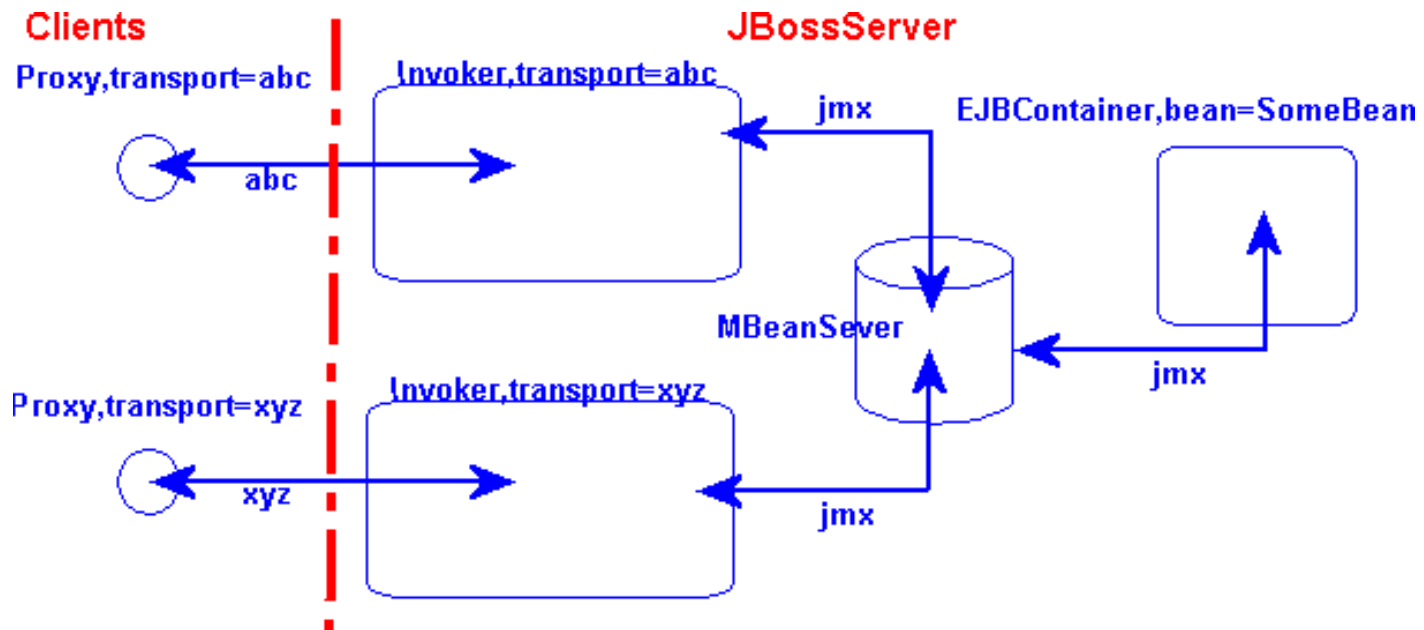 Clients
JBossServer
Proxy,transport=abc
Invoker,transport=abc
jmx
EJBContainer,bean=SomeBean
abc
MBeanSever
jmx
Proxy,transport=xyz
Invoker,transport=xyz
xyz
jmx